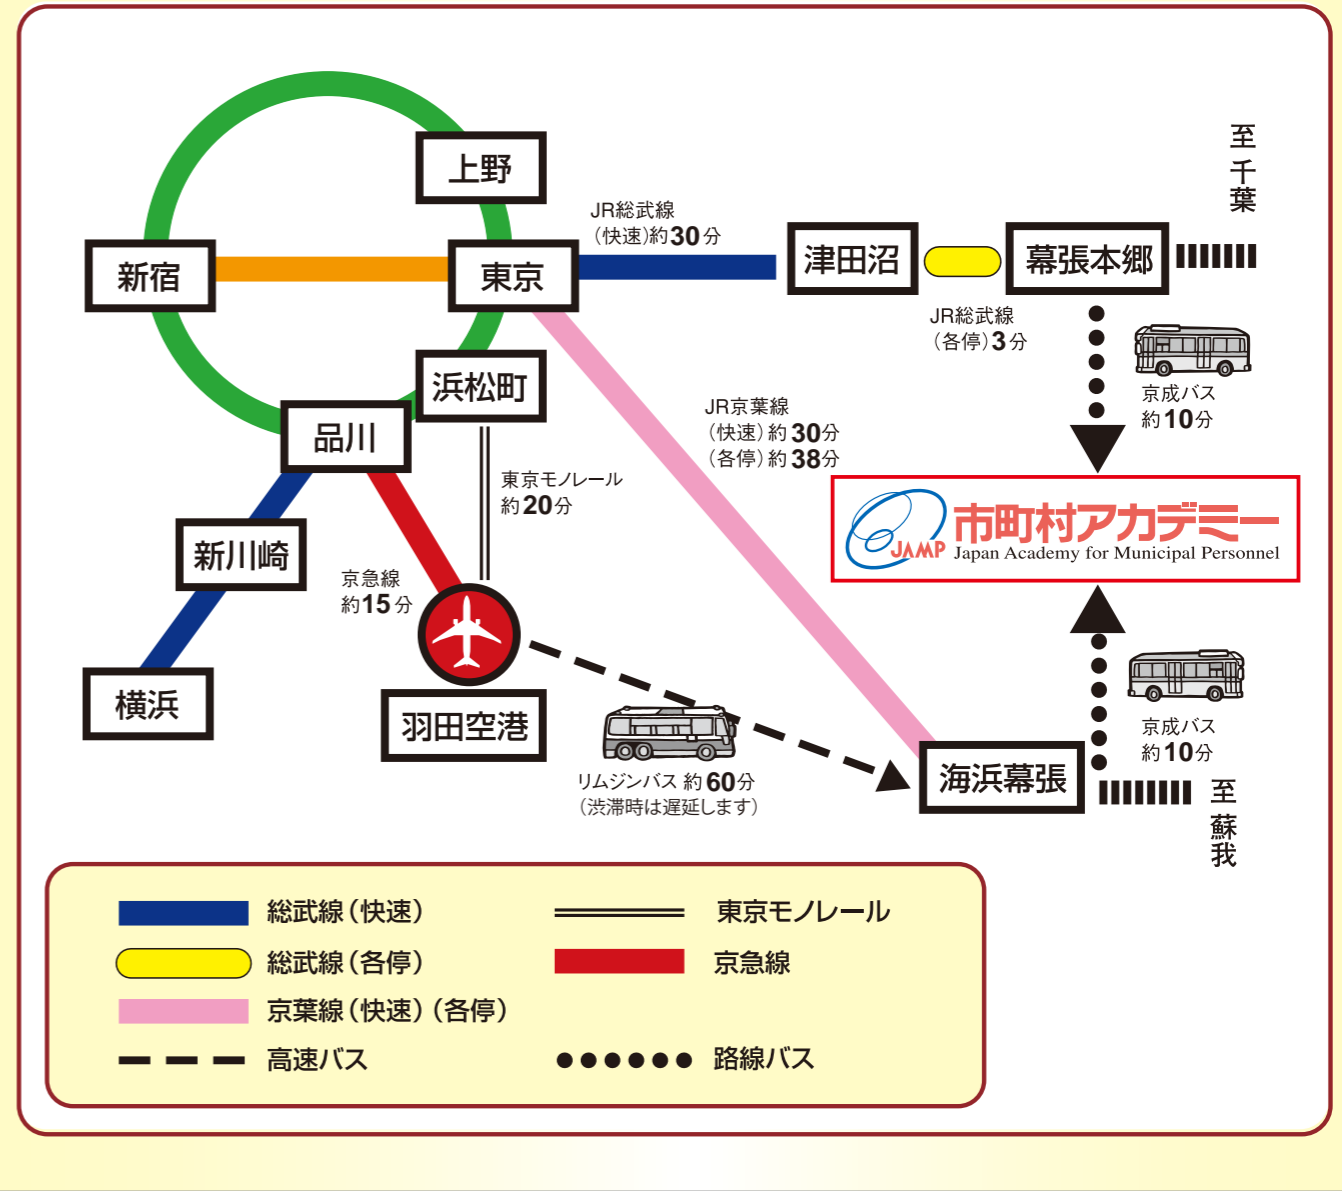 上野
新宿
東京
JR総武線
（快速）約30分
津田沼
幕張本郷
至千葉
JR総武線
（各停）3分
京成バス
約10分
浜松町
品川
JR京葉線
（快速）約30分
（各停）約38分
東京モノレール
約20分
JAMP
市町村アカデミー
Japan Academy for Municipal Personnel
新川崎
京急線
約15分
横浜
羽田空港
リムジンバス 約60分
（渋滞時は遅延します）
海浜幕張
京成バス
約10分
至蘇我
総武線（快速）
東京モノレール
総武線（各停）
京急線
京葉線（快速）（各停）
高速バス
路線バス